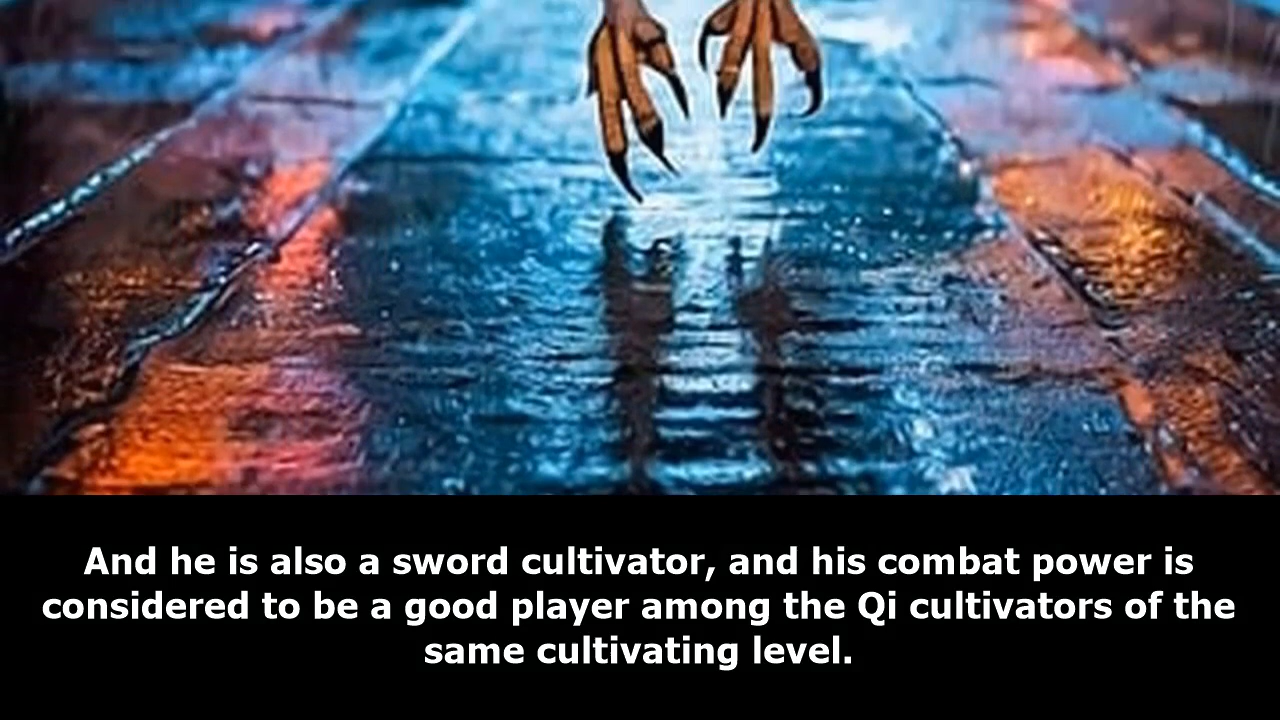 And he is also a sword cultivator, and his combat power is
considered to be a good player among the Qi cultivators of the
same cultivating level.